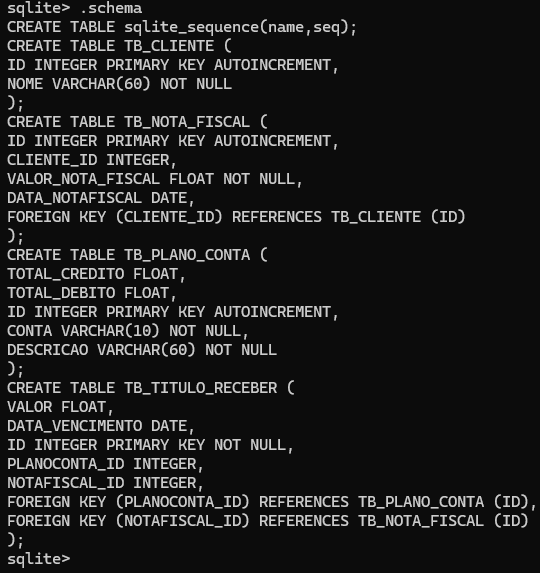 sqlite> .schema
CREATE TABLE sqlite_sequence(name,seq);
CREATE TABLE TB_CLIENTE (
ID INTEGER PRIMARY KEY AUTOINCREMENT,
NOME VARCHAR(60) NOT NULL
);
CREATE TABLE TB_NOTA_FISCAL (
ID INTEGER PRIMARY KEY AUTOINCREMENT,
CLIENTE_ID INTEGER,
VALOR_NOTA_FISCAL FLOAT NOT NULL,
DATA_NOTAFISCAL DATE,
FOREIGN KEY (CLIENTE_ID) REFERENCES TB_CLIENTE (ID)
);
CREATE TABLE TB_PLANO_CONTA (
TOTAL_CREDITO FLOAT,
TOTAL_DEBITO FLOAT,
ID INTEGER PRIMARY KEY AUTOINCREMENT,
CONTA VARCHAR(10) NOT NULL,
DESCRICAO VARCHAR(60) NOT NULL
);
CREATE TABLE TB_TITULO_RECEBER (
VALOR FLOAT,
DATA_VENCIMENTO DATE,
ID INTEGER PRIMARY KEY NOT NULL,
PLANOCONTA_ID INTEGER,
NOTAFISCAL_ID INTEGER,
FOREIGN KEY (PLANOCONTA_ID) REFERENCES TB_PLANO_CONTA (ID),
FOREIGN KEY (NOTAFISCAL_ID) REFERENCES TB_NOTA_FISCAL (ID)
);
sqlite>